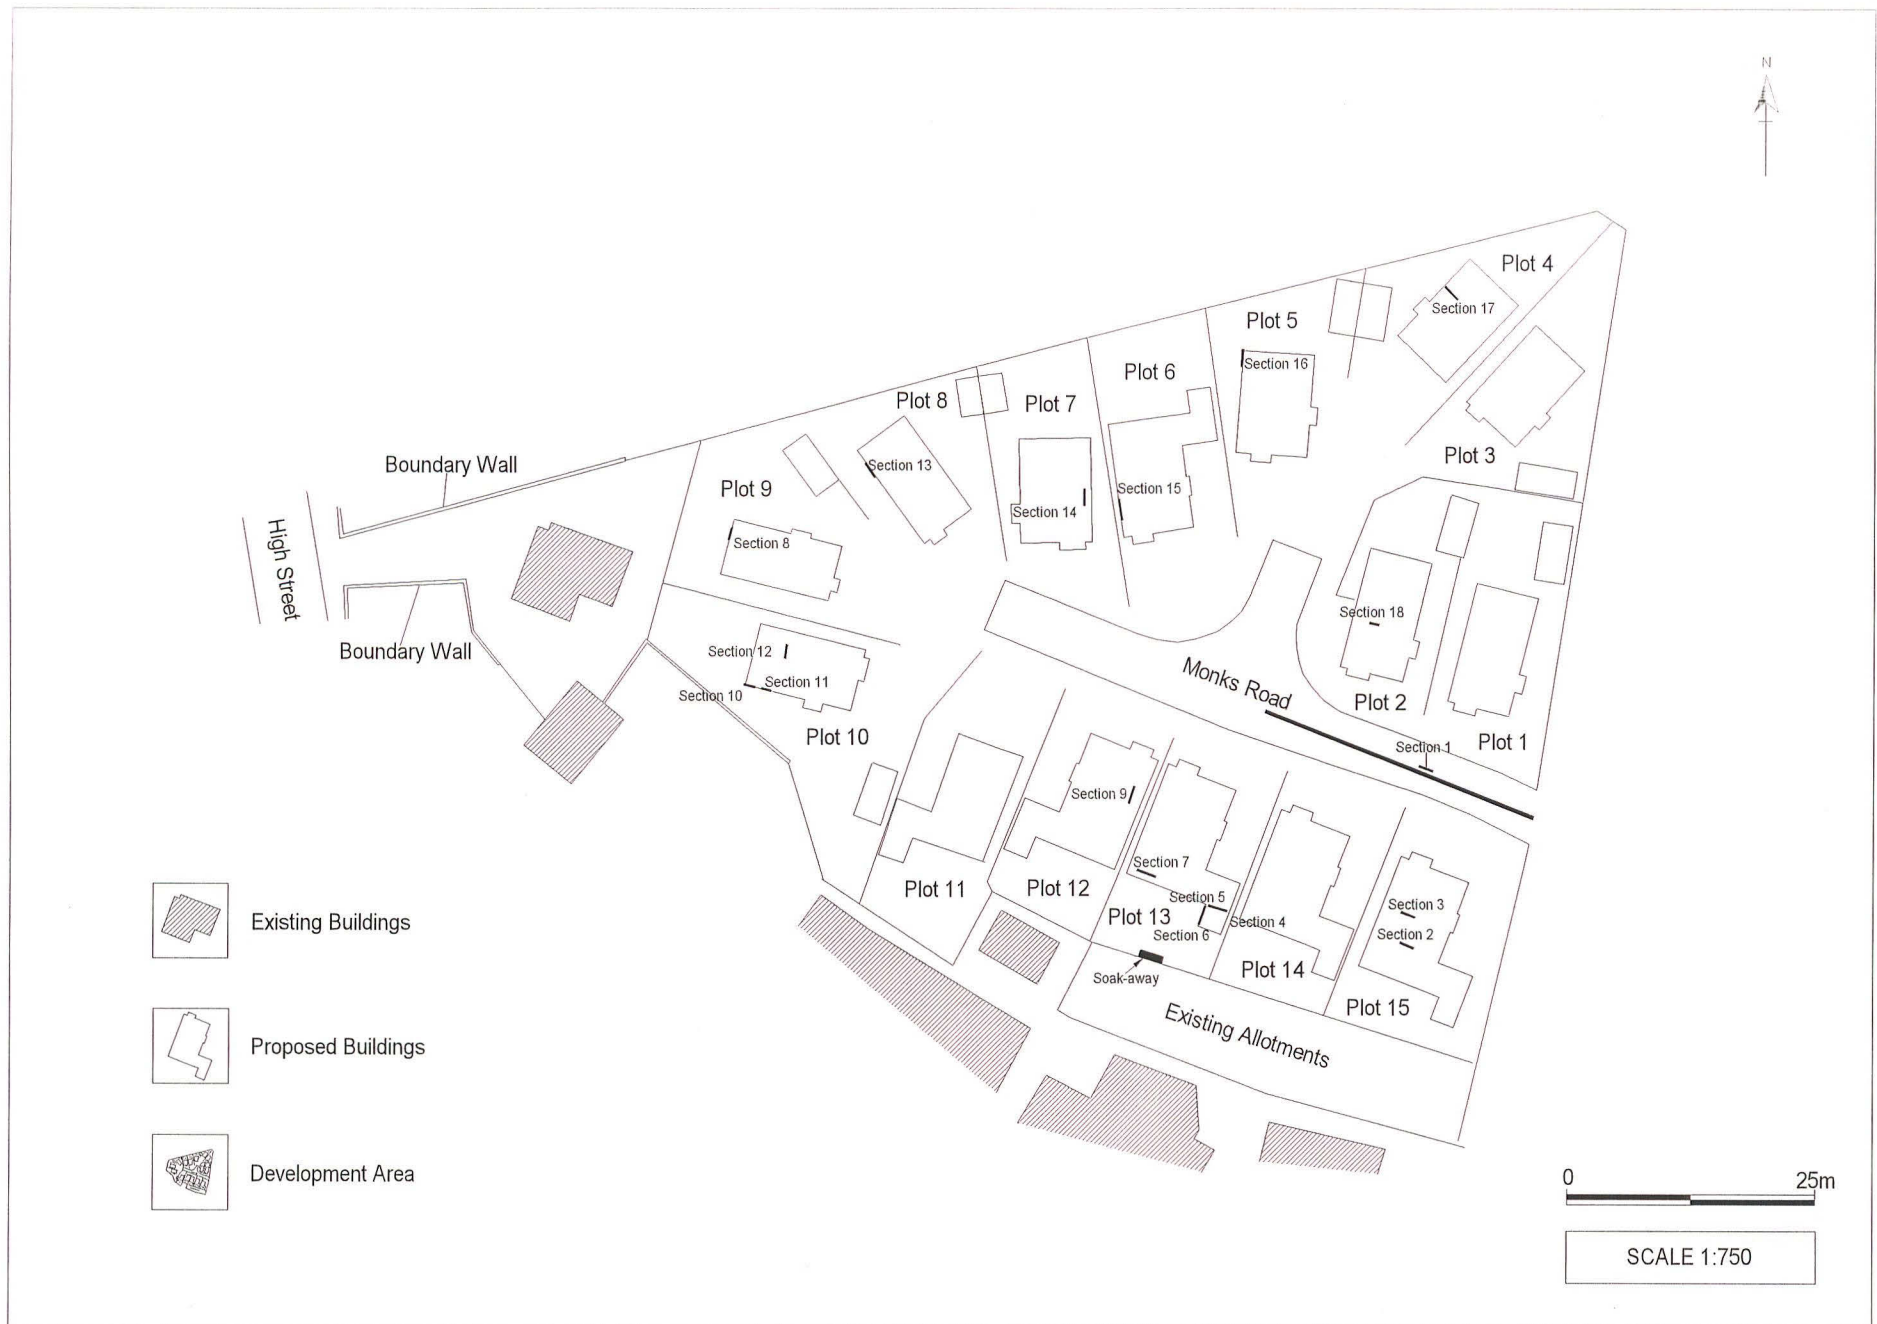 N
Plot 4
Section 17
Plot 5
Section 16
Plot 6
Plot 7
Plot 8
Plot 3
Boundary Wall
Section 13
Plot 9
Section 15
Section 14
High Street
Section 8
Section 18
Boundary Wall
Section 12
Section 11
Section 10
Monks Road
Plot 2
Plot 10
Plot 1
Section 1
Section 9
Section 7
Plot 11
Plot 12
Section 5
Section 3
Plot 13
Section 4
Section 6
Section 2
Existing Buildings
Plot 14
Soak-away
Plot 15
Existing Allotments
Proposed Buildings
Development Area
0 25m
SCALE 1:750